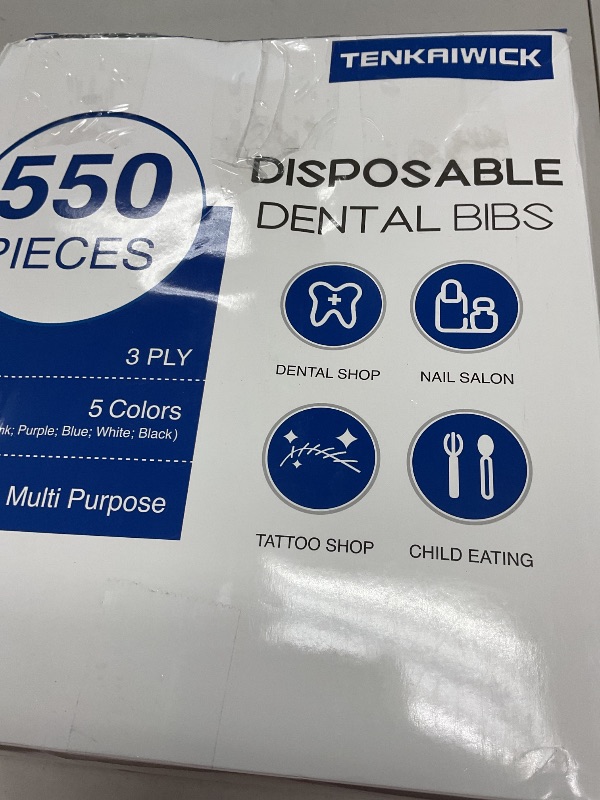 TENKAIWICK
550
PIECES
DISPOSABLE
DENTAL BIBS
DENTAL SHOP
NAIL SALON
3 PLY
5 Colors
Purple; Blue; White; Black)
Multi Purpose
TATTOO SHOP
CHILD EATING